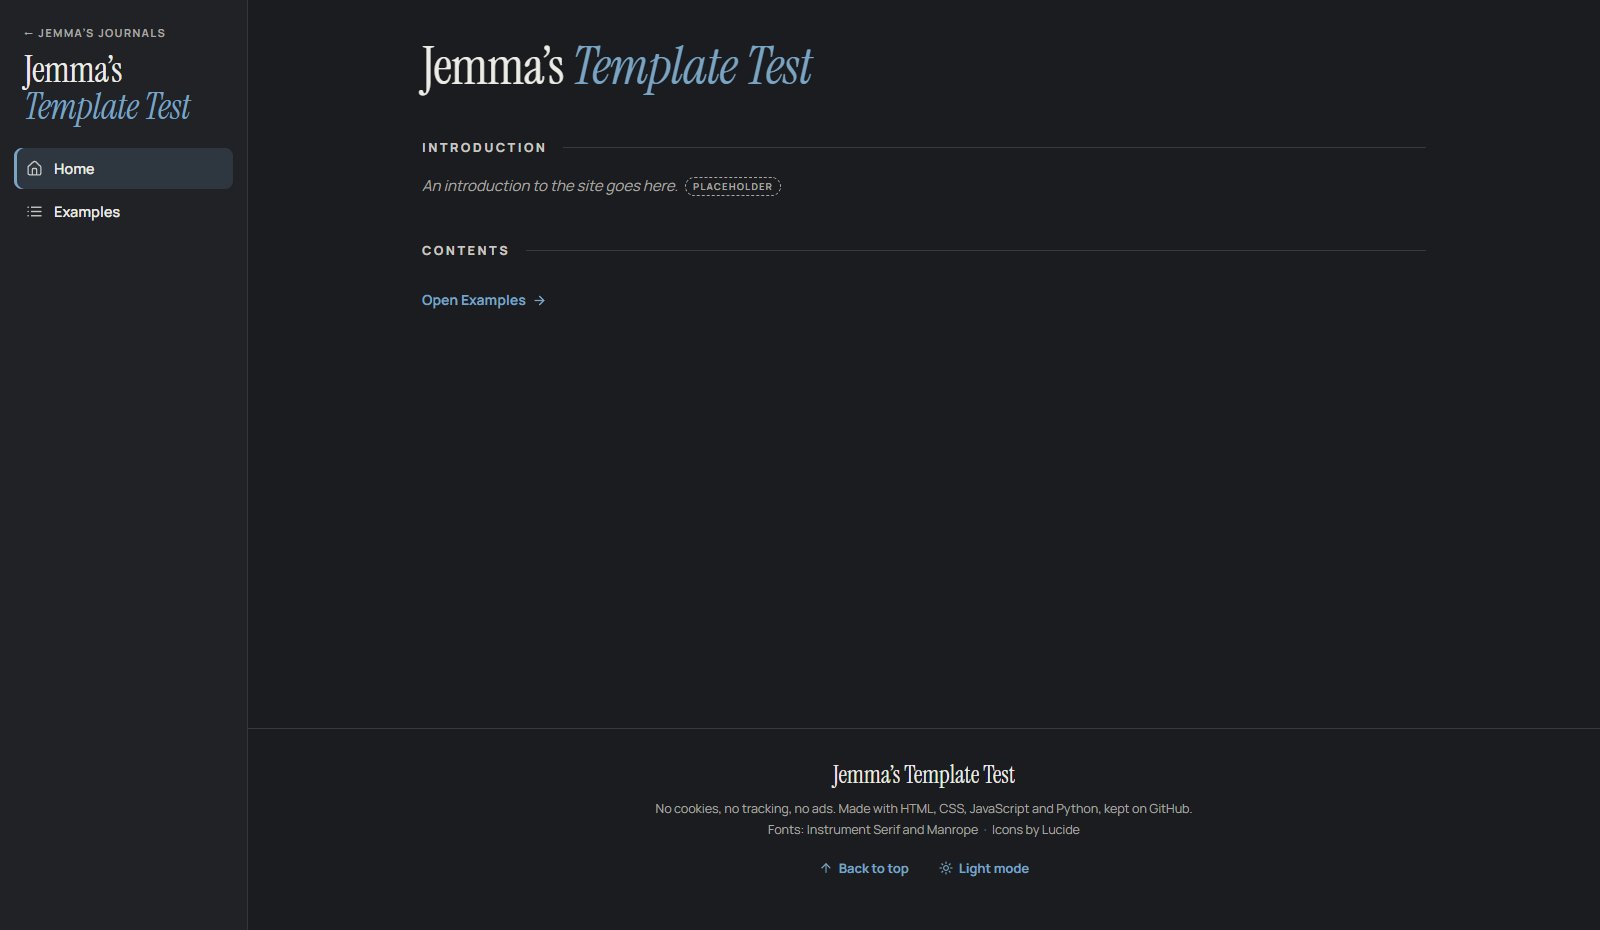 ← JEMMA’S JOURNALS
Jemma’s
Template Test
Home
Examples
Jemma’s Template Test
INTRODUCTION
An introduction to the site goes here. PLACEHOLDER
CONTENTS
Open Examples →
Jemma’s Template Test
No cookies, no tracking, no ads. Made with HTML, CSS, JavaScript and Python, kept on GitHub.
Fonts: Instrument Serif and Manrope · Icons by Lucide
↑ Back to top Light mode